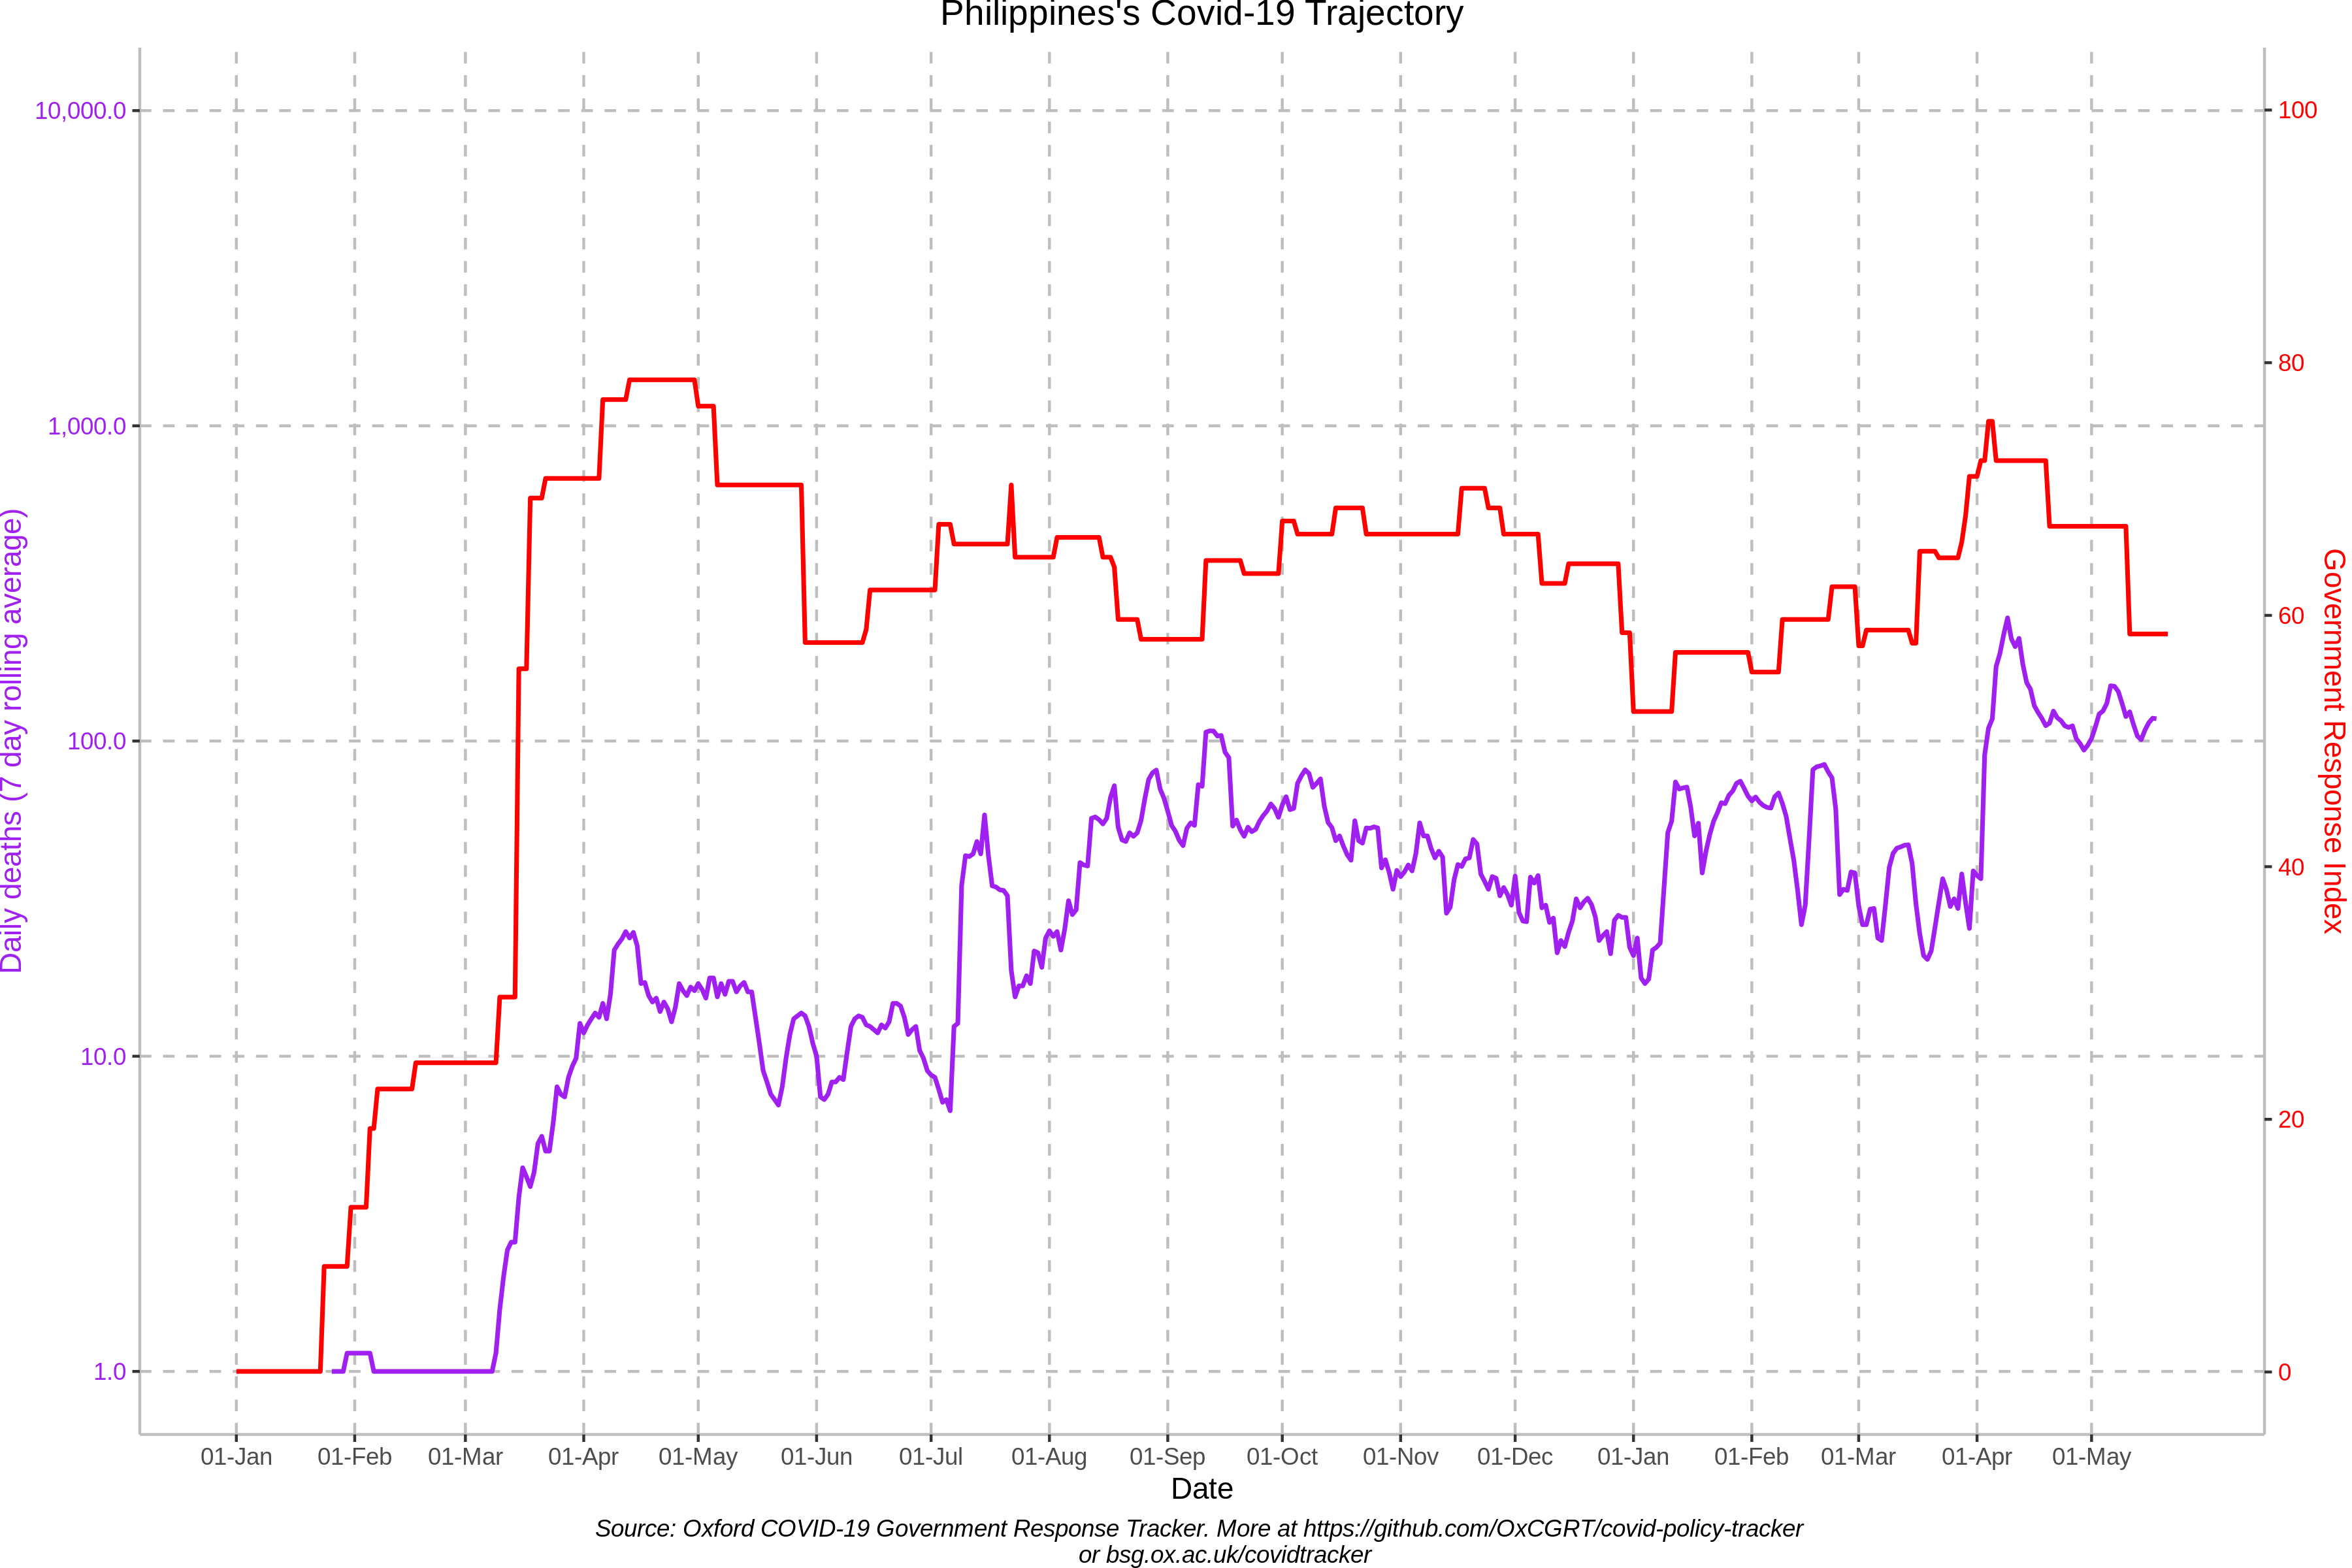 Philippines's Covid-19 Trajectory
10,000.0
1,000.0
100.0
10.0
1.0
Daily deaths (7 day rolling average)
100
80
60
40
20
0
Government Response Index
01-Jan 01-Feb 01-Mar 01-Apr 01-May 01-Jun 01-Jul 01-Aug 01-Sep 01-Oct 01-Nov 01-Dec 01-Jan 01-Feb 01-Mar 01-Apr 01-May
Date
Source: Oxford COVID-19 Government Response Tracker. More at https://github.com/OxCGRT/covid-policy-tracker
or bsg.ox.ac.uk/covidtracker